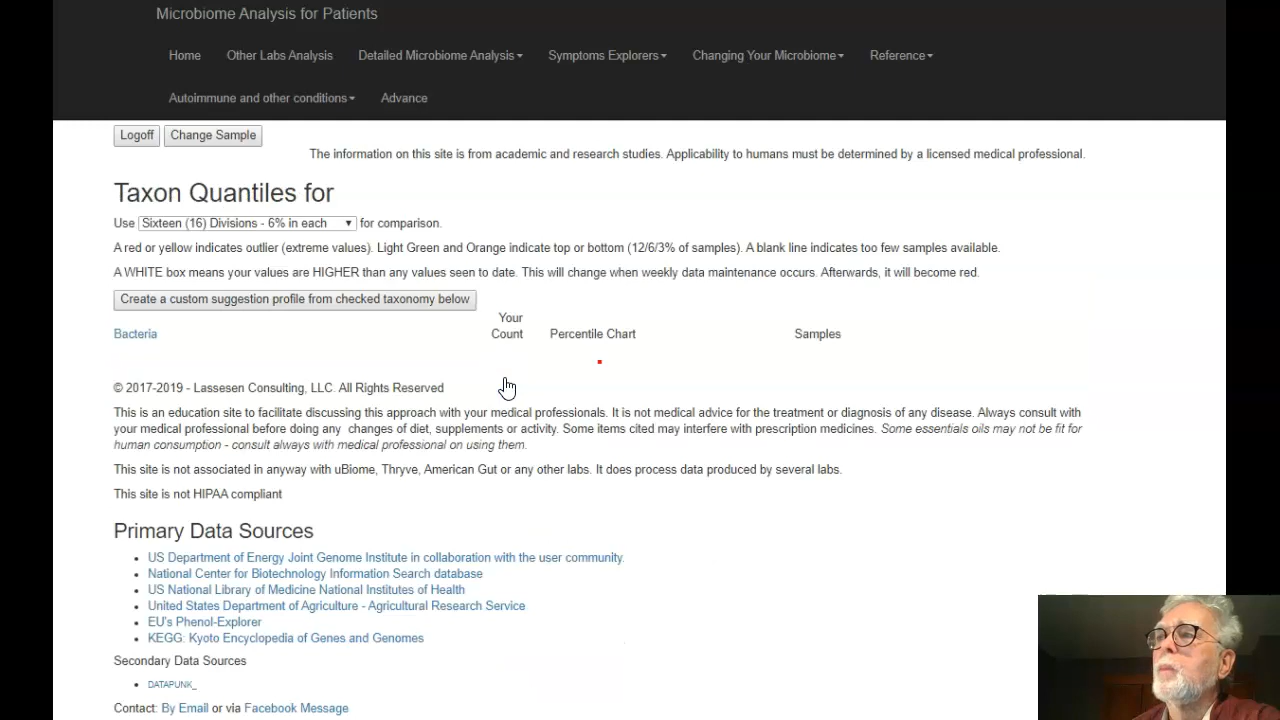 Microbiome Analysis for Patients
Home Other Labs Analysis Detailed Microbiome Analysis Symptoms Explorers Changing Your Microbiome Reference
Autoimmune and other conditions Advance
Logoff Change Sample
The information on this site is from academic and research studies. Applicability to humans must be determined by a licensed medical professional.
Taxon Quantiles for
Use Sixteen (16) Divisions - 6% in each for comparison.
A red or yellow indicates outlier (extreme values). Light Green and Orange indicate top or bottom (12/6/3% of samples). A blank line indicates too few samples available.
A WHITE box means your values are HIGHER than any values seen to date. This will change when weekly data maintenance occurs. Afterwards, it will become red.
Create a custom suggestion profile from checked taxonomy below
Your
Bacteria Count Percentile Chart Samples
© 2017-2019 - Lassesen Consulting, LLC. All Rights Reserved
This is an education site to facilitate discussing this approach with your medical professionals. It is not medical advice for the treatment or diagnosis of any disease. Always consult with
your medical professional before doing any changes of diet, supplements or activity. Some items cited may interfere with prescription medicines. Some essentials oils may not be fit for
human consumption - consult always with medical professional on using them.
This site is not associated in anyway with uBiome, Thryve, American Gut or any other labs. It does process data produced by several labs.
This site is not HIPAA compliant
Primary Data Sources
US Department of Energy Joint Genome Institute in collaboration with the user community.
National Center for Biotechnology Information Search database
US National Library of Medicine National Institutes of Health
United States Department of Agriculture - Agricultural Research Service
EU's Phenol-Explorer
KEGG: Kyoto Encyclopedia of Genes and Genomes
Secondary Data Sources
DATAPUNK_
Contact: By Email or via Facebook Message